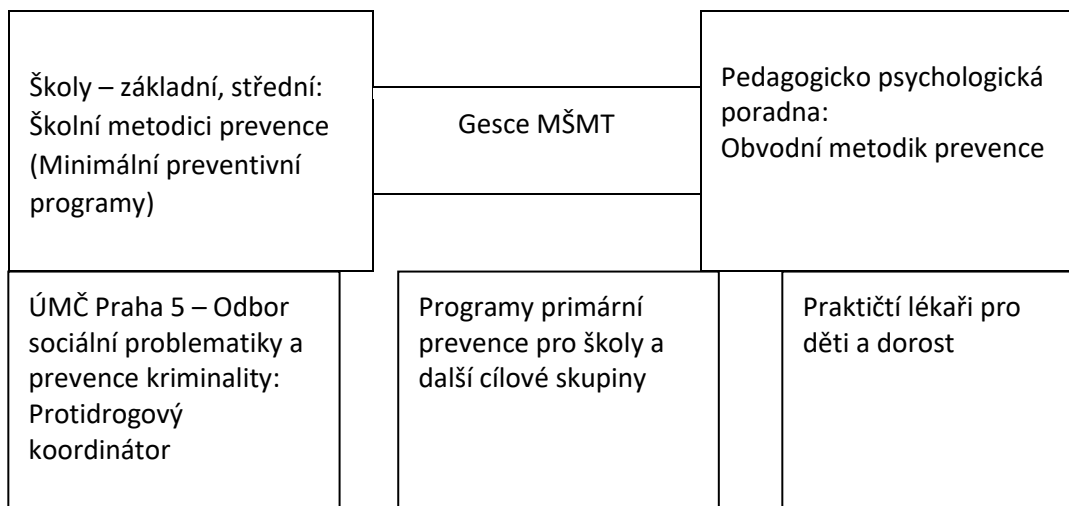 Školy – základní, střední:
Školní metodici prevence
(Minimální preventivní
programy)
Gesce MŠMT
Pedagogicko psychologická
poradna:
Obvodní metodik prevence
ÚMČ Praha 5 – Odbor
sociální problematiky a
prevence kriminality:
Protidrogový
koordinátor
Programy primární
prevence pro školy a
další cílové skupiny
Praktičtí lékaři pro
děti a dorost